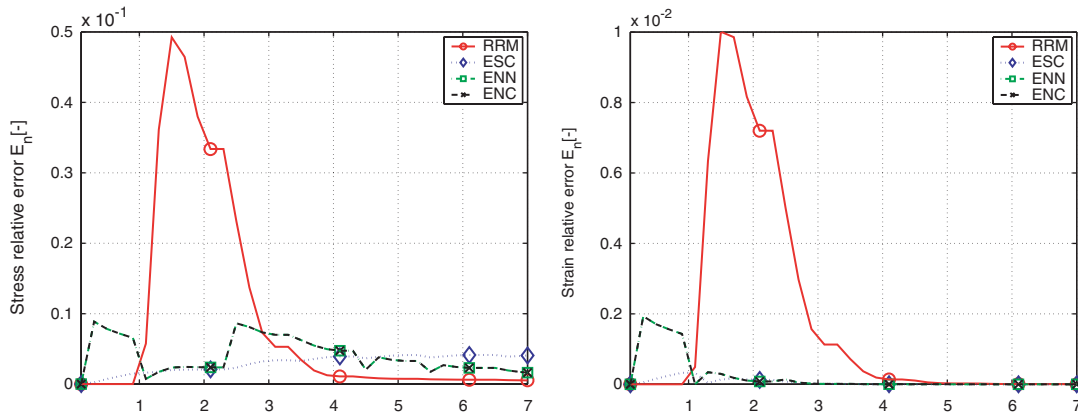 x 10^-1
0.5
0.4
0.3
0.2
0.1
0
1 2 3 4 5 6 7
Stress relative error E_n[-]
RRM
ESC
ENN
ENC
x 10^-2
1
0.8
0.6
0.4
0.2
0
1 2 3 4 5 6 7
Strain relative error E_n[-]
RRM
ESC
ENN
ENC